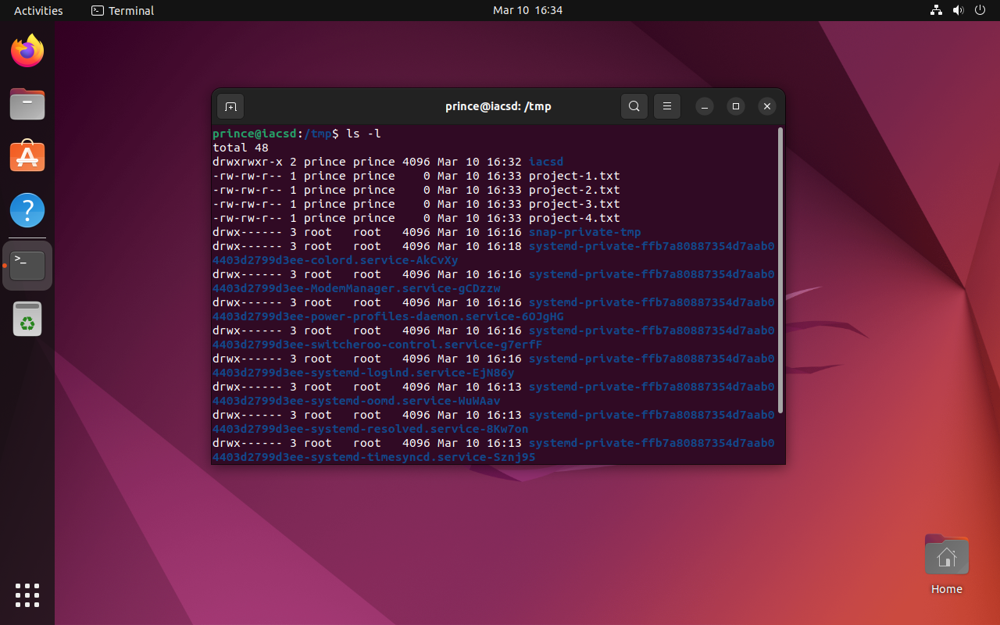 Activities Terminal Mar 10 16:34
prince@iacsd: /tmp
prince@iacsd:/tmp$ ls -l
total 48
drwxrwxr-x 2 prince prince 4096 Mar 10 16:32 iacsd
-rw-rw-r-- 1 prince prince    0 Mar 10 16:33 project-1.txt
-rw-rw-r-- 1 prince prince    0 Mar 10 16:33 project-2.txt
-rw-rw-r-- 1 prince prince    0 Mar 10 16:33 project-3.txt
-rw-rw-r-- 1 prince prince    0 Mar 10 16:33 project-4.txt
drwx------ 3 root   root   4096 Mar 10 16:16 snap-private-tmp
drwx------ 3 root   root   4096 Mar 10 16:18 systemd-private-ffb7a80887354d7aab0
4403d2799d3ee-colord.service-AkCvXy
drwx------ 3 root   root   4096 Mar 10 16:16 systemd-private-ffb7a80887354d7aab0
4403d2799d3ee-ModemManager.service-gCDzzw
drwx------ 3 root   root   4096 Mar 10 16:16 systemd-private-ffb7a80887354d7aab0
4403d2799d3ee-power-profiles-daemon.service-6OJgHG
drwx------ 3 root   root   4096 Mar 10 16:16 systemd-private-ffb7a80887354d7aab0
4403d2799d3ee-switcheroo-control.service-g7erfF
drwx------ 3 root   root   4096 Mar 10 16:16 systemd-private-ffb7a80887354d7aab0
4403d2799d3ee-systemd-logind.service-EjN86y
drwx------ 3 root   root   4096 Mar 10 16:13 systemd-private-ffb7a80887354d7aab0
4403d2799d3ee-systemd-oomd.service-WuWAav
drwx------ 3 root   root   4096 Mar 10 16:13 systemd-private-ffb7a80887354d7aab0
4403d2799d3ee-systemd-resolved.service-8Kw7on
drwx------ 3 root   root   4096 Mar 10 16:13 systemd-private-ffb7a80887354d7aab0
4403d2799d3ee-systemd-timesyncd.service-Sznj95
Home